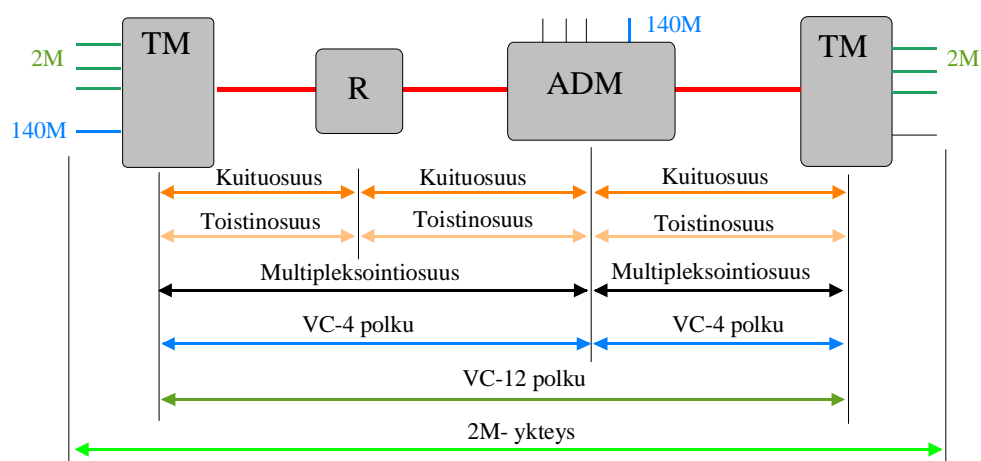 140M
TM
TM
2M
2M
R
ADM
140M
Kuituosuus
Kuituosuus
Kuituosuus
Toistinosuus
Toistinosuus
Toistinosuus
Multipleksointiosuus
Multipleksointiosuus
VC-4 polku
VC-4 polku
VC-12 polku
2M- ykteys